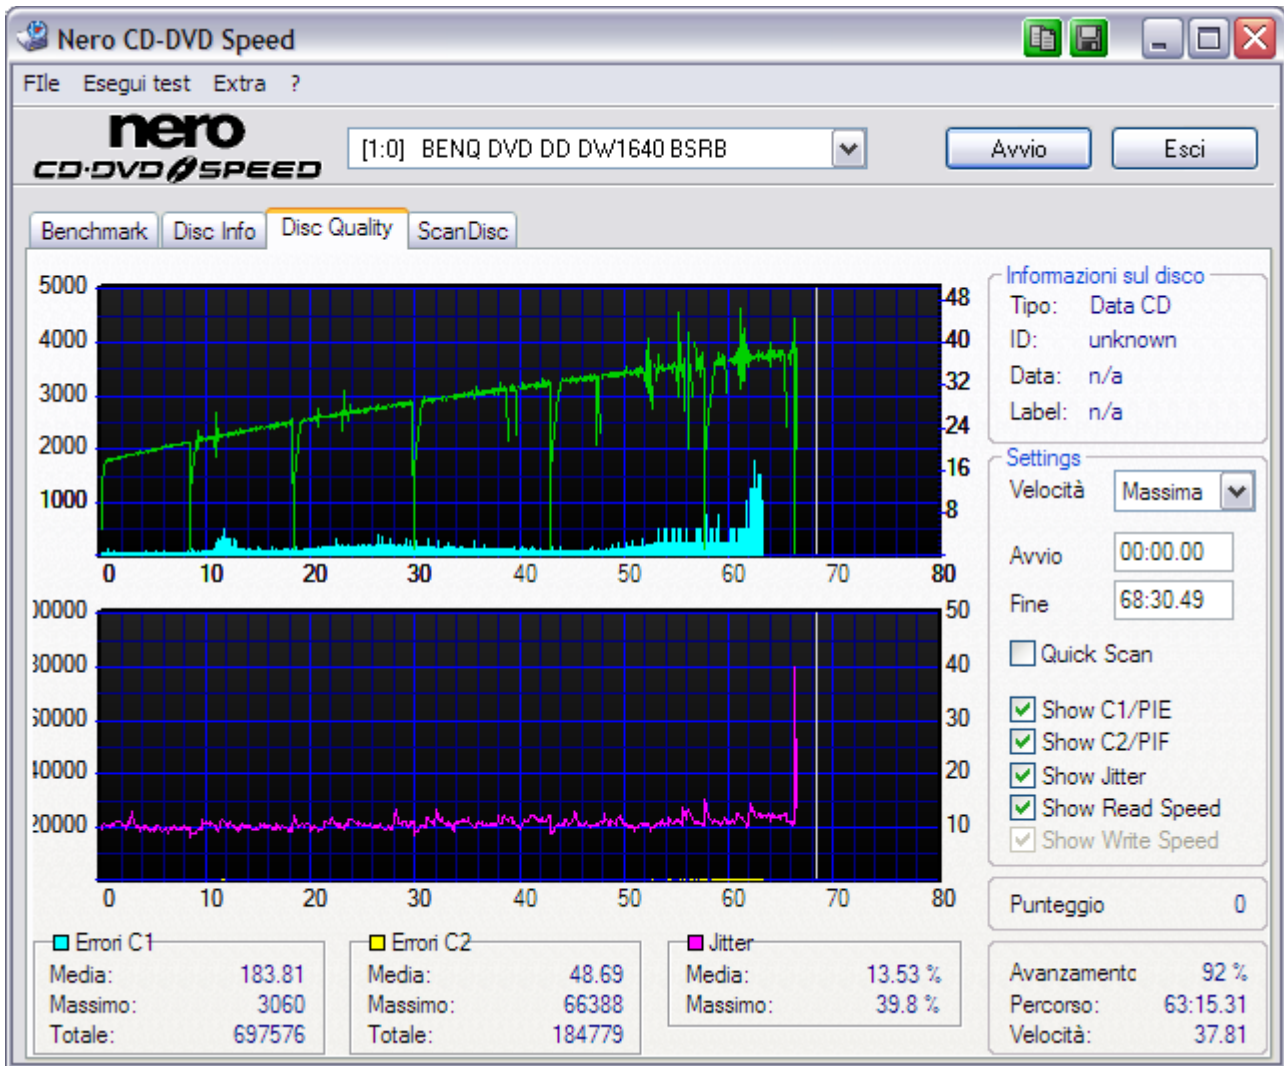 Nero CD-DVD Speed
FIle Esegui test Extra ?
nero
CD·DVD SPEED
[1:0] BENQ DVD DD DW1640 BSRB
Avvio
Esci
Benchmark Disc Info Disc Quality ScanDisc
5000
4000
3000
2000
1000
48
40
32
24
16
8
0 10 20 30 40 50 60 70 80
00000
80000
60000
40000
20000
50
40
30
20
10
0 10 20 30 40 50 60 70 80
Errori C1
Media: 183.81
Massimo: 3060
Totale: 697576
Errori C2
Media: 48.69
Massimo: 66388
Totale: 184779
Jitter
Media: 13.53 %
Massimo: 39.8 %
Informazioni sul disco
Tipo: Data CD
ID: unknown
Data: n/a
Label: n/a
Settings
Velocità Massima
Avvio 00:00.00
Fine 68:30.49
Quick Scan
Show C1/PIE
Show C2/PIF
Show Jitter
Show Read Speed
Show Write Speed
Punteggio 0
Avanzamento 92 %
Percorso: 63:15.31
Velocità: 37.81